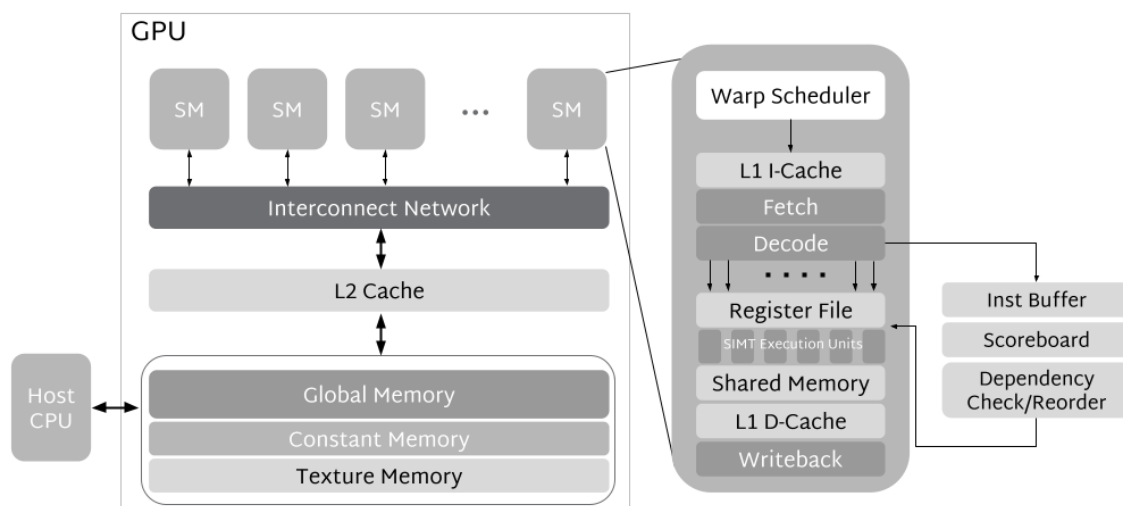 GPU
SM
SM
SM
...
SM
Interconnect Network
L2 Cache
Host
CPU
Global Memory
Constant Memory
Texture Memory
Warp Scheduler
L1 I-Cache
Fetch
Decode
....
Register File
SIMT Execution Units
Shared Memory
L1 D-Cache
Writeback
Inst Buffer
Scoreboard
Dependency
Check/Reorder